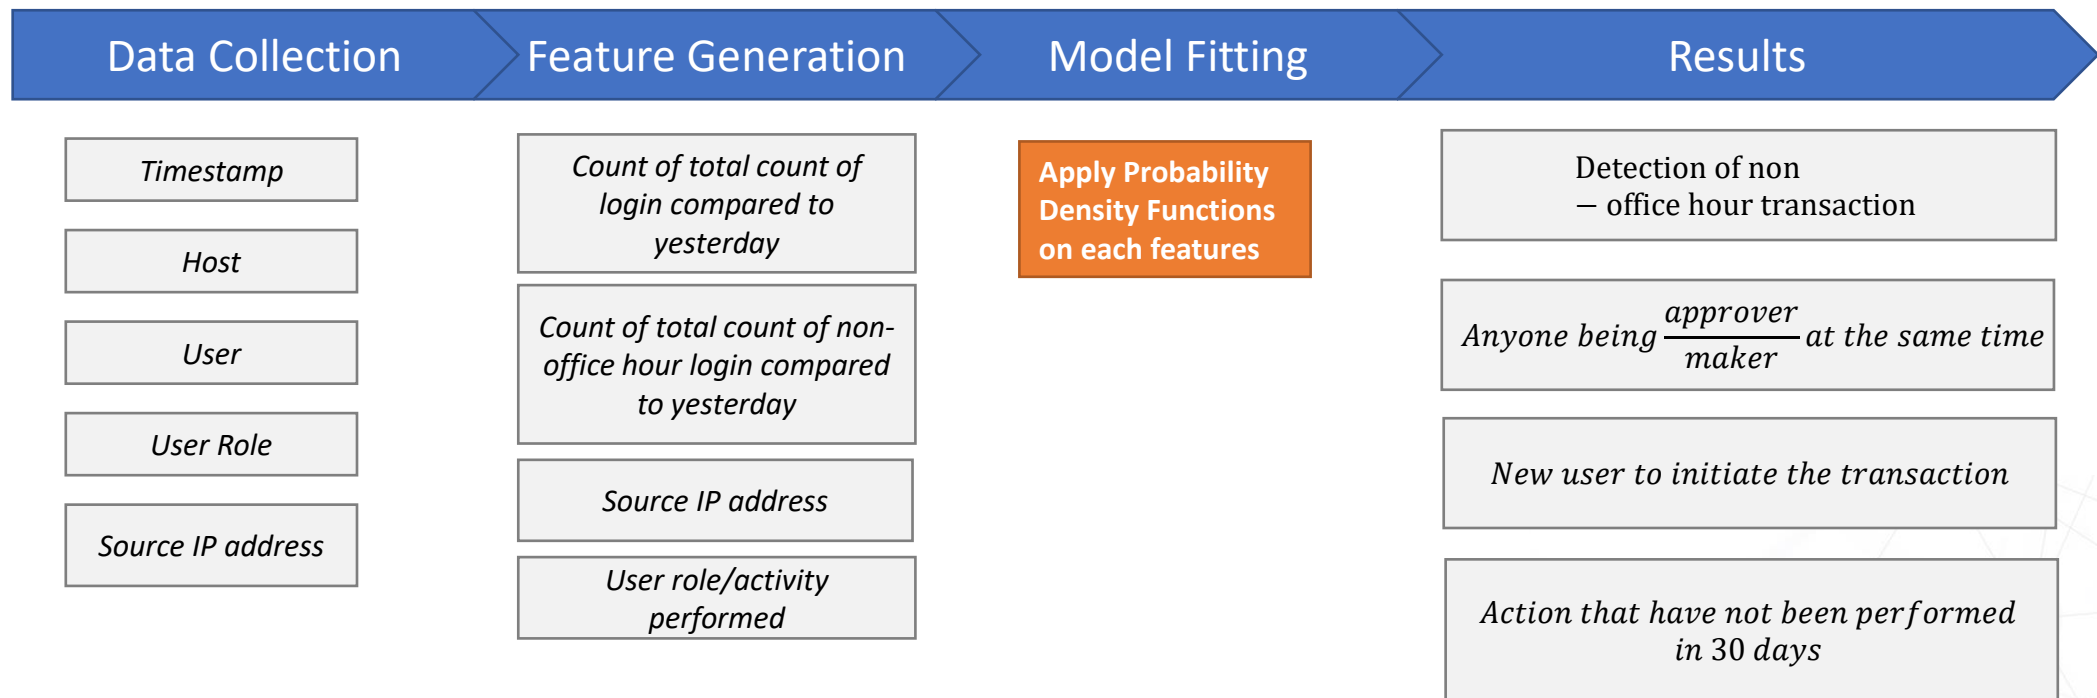 Data Collection
Feature Generation
Model Fitting
Results
Timestamp
Host
User
User Role
Source IP address
Count of total count of
login compared to
yesterday
Count of total count of non-
office hour login compared
to yesterday
Source IP address
User role/activity
performed
Apply Probability
Density Functions
on each features
Detection of non
− office hour transaction
Anyone being approver/maker at the same time
New user to initiate the transaction
Action that have not been performed
in 30 days